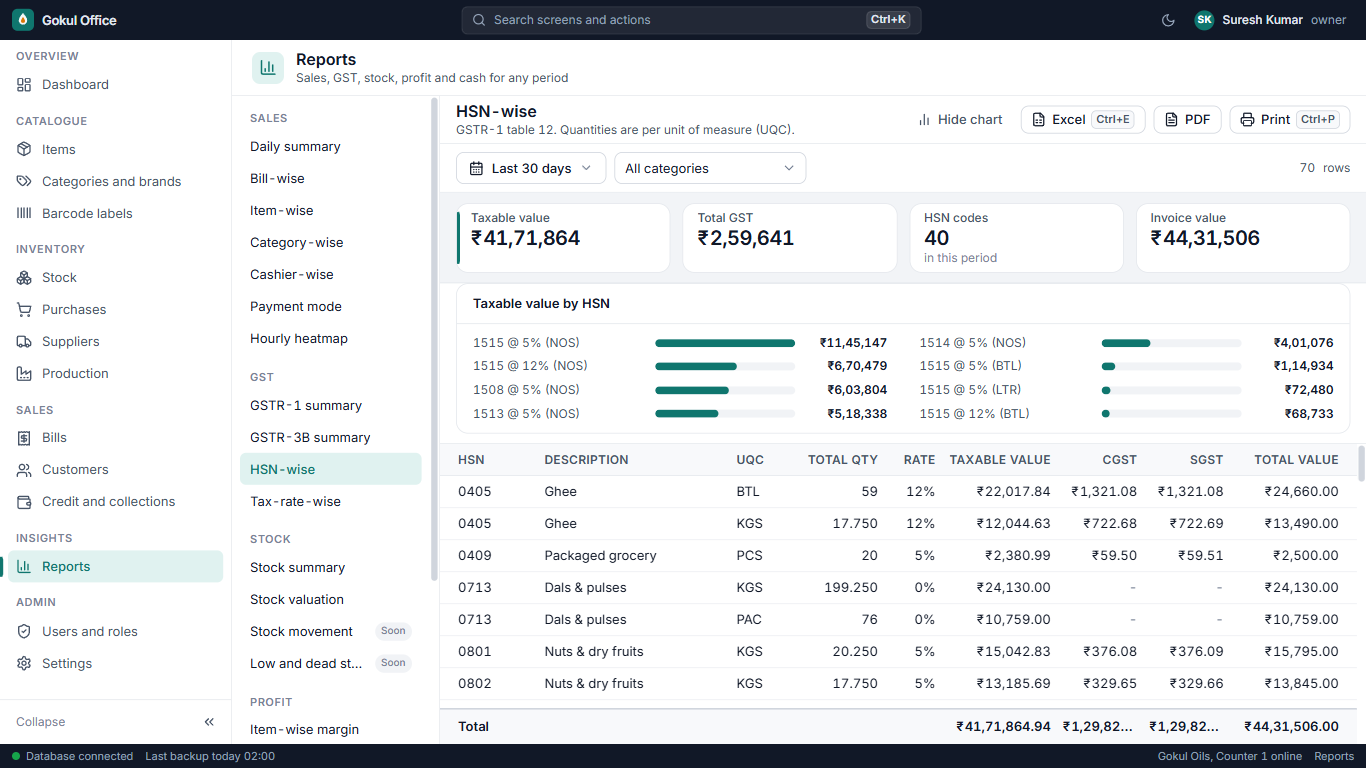 Gokul Office
Search screens and actions
Ctrl+K
SK
Suresh Kumar owner
OVERVIEW
Dashboard
CATALOGUE
Items
Categories and brands
Barcode labels
INVENTORY
Stock
Purchases
Suppliers
Production
SALES
Bills
Customers
Credit and collections
INSIGHTS
Reports
ADMIN
Users and roles
Settings
Collapse
Reports
Sales, GST, stock, profit and cash for any period
SALES
Daily summary
Bill-wise
Item-wise
Category-wise
Cashier-wise
Payment mode
Hourly heatmap
GST
GSTR-1 summary
GSTR-3B summary
HSN-wise
Tax-rate-wise
STOCK
Stock summary
Stock valuation
Stock movement Soon
Low and dead st... Soon
PROFIT
Item-wise margin
HSN-wise
GSTR-1 table 12. Quantities are per unit of measure (UQC).
Hide chart
Excel Ctrl+E
PDF
Print Ctrl+P
Last 30 days
All categories
70 rows
Taxable value
₹41,71,864
Total GST
₹2,59,641
HSN codes
40
in this period
Invoice value
₹44,31,506
Taxable value by HSN
1515 @ 5% (NOS) ₹11,45,147
1515 @ 12% (NOS) ₹6,70,479
1508 @ 5% (NOS) ₹6,03,804
1513 @ 5% (NOS) ₹5,18,338
1514 @ 5% (NOS) ₹4,01,076
1515 @ 5% (BTL) ₹1,14,934
1515 @ 5% (LTR) ₹72,480
1515 @ 12% (BTL) ₹68,733
HSN DESCRIPTION UQC TOTAL QTY RATE TAXABLE VALUE CGST SGST TOTAL VALUE
0405 Ghee BTL 59 12% ₹22,017.84 ₹1,321.08 ₹1,321.08 ₹24,660.00
0405 Ghee KGS 17.750 12% ₹12,044.63 ₹722.68 ₹722.69 ₹13,490.00
0409 Packaged grocery PCS 20 5% ₹2,380.99 ₹59.50 ₹59.51 ₹2,500.00
0713 Dals & pulses KGS 199.250 0% ₹24,130.00 - - ₹24,130.00
0713 Dals & pulses PAC 76 0% ₹10,759.00 - - ₹10,759.00
0801 Nuts & dry fruits KGS 20.250 5% ₹15,042.83 ₹376.08 ₹376.09 ₹15,795.00
0802 Nuts & dry fruits KGS 17.750 5% ₹13,185.69 ₹329.65 ₹329.66 ₹13,845.00
Total ₹41,71,864.94 ₹1,29,82... ₹1,29,82... ₹44,31,506.00
Database connected
Last backup today 02:00
Gokul Oils, Counter 1 online
Reports